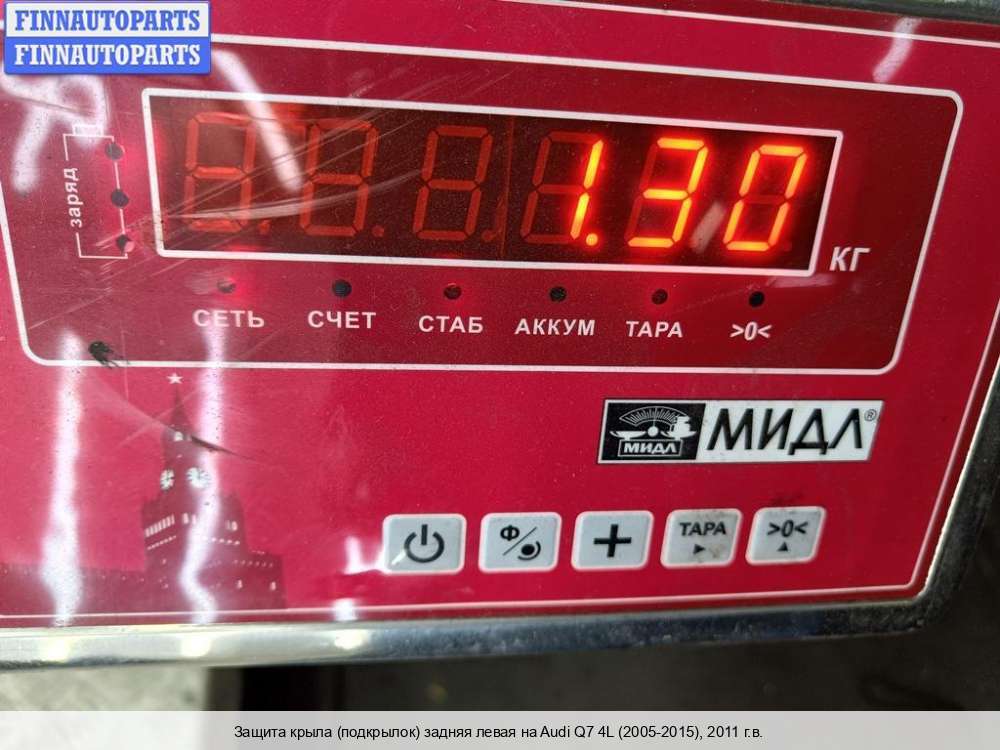 FINNAUTOPARTS
FINNAUTOPARTS
заряд
1.30
КГ
СЕТЬ СЧЕТ СТАБ АККУМ ТАРА >0<
МИДЛ МИДЛ®
Ф ТАРА >0<
Защита крыла (подкрылок) задняя левая на Audi Q7 4L (2005-2015), 2011 г.в.